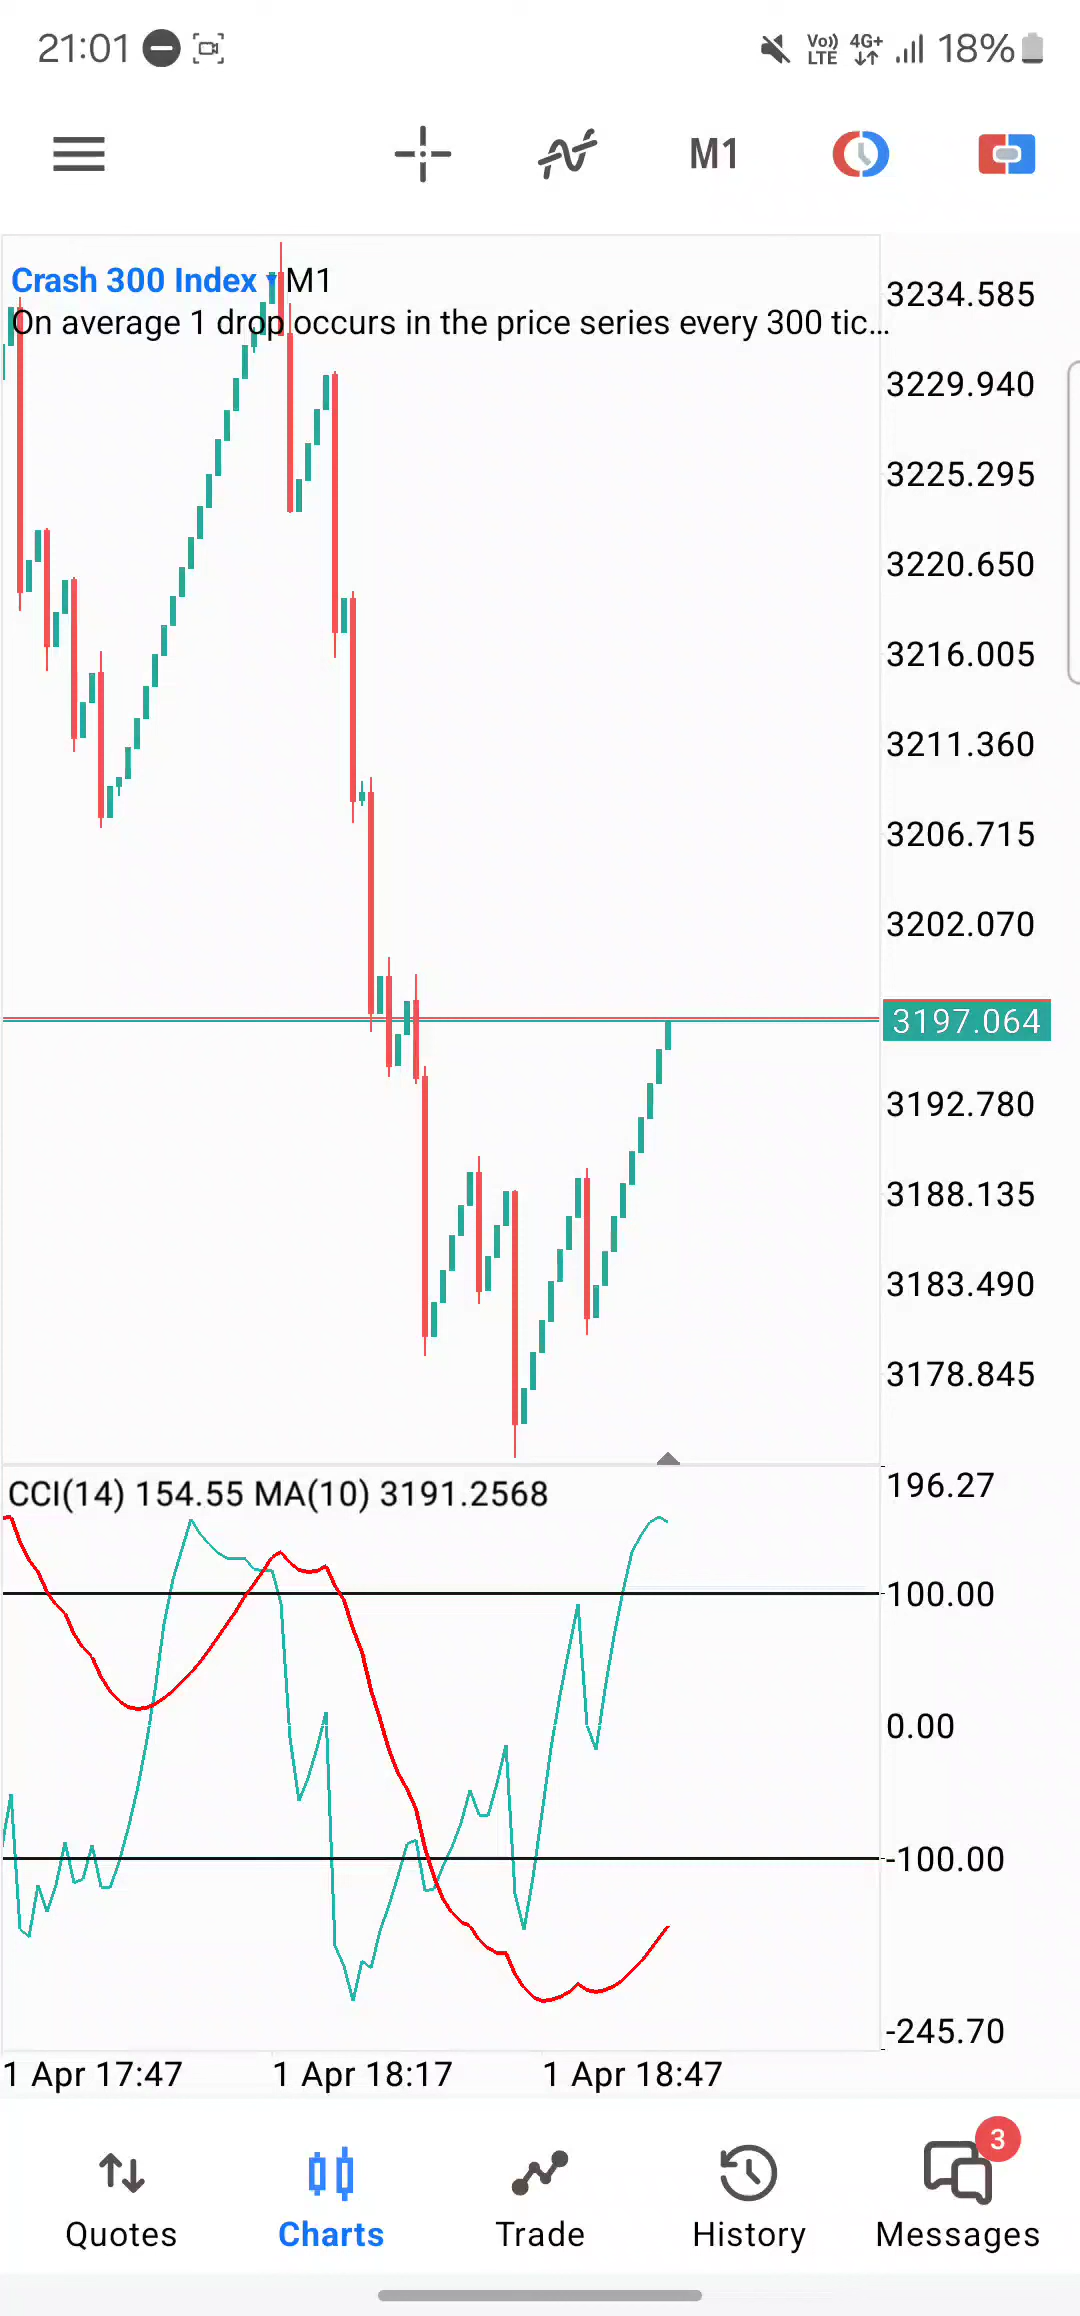 21:01
Vo)) LTE 4G+ 18%
M1
Crash 300 Index ▾ M1
On average 1 drop occurs in the price series every 300 tic...
3234.585
3229.940
3225.295
3220.650
3216.005
3211.360
3206.715
3202.070
3197.064
3192.780
3188.135
3183.490
3178.845
CCI(14) 154.55 MA(10) 3191.2568
196.27
100.00
0.00
-100.00
-245.70
1 Apr 17:47 1 Apr 18:17 1 Apr 18:47
3
Quotes Charts Trade History Messages